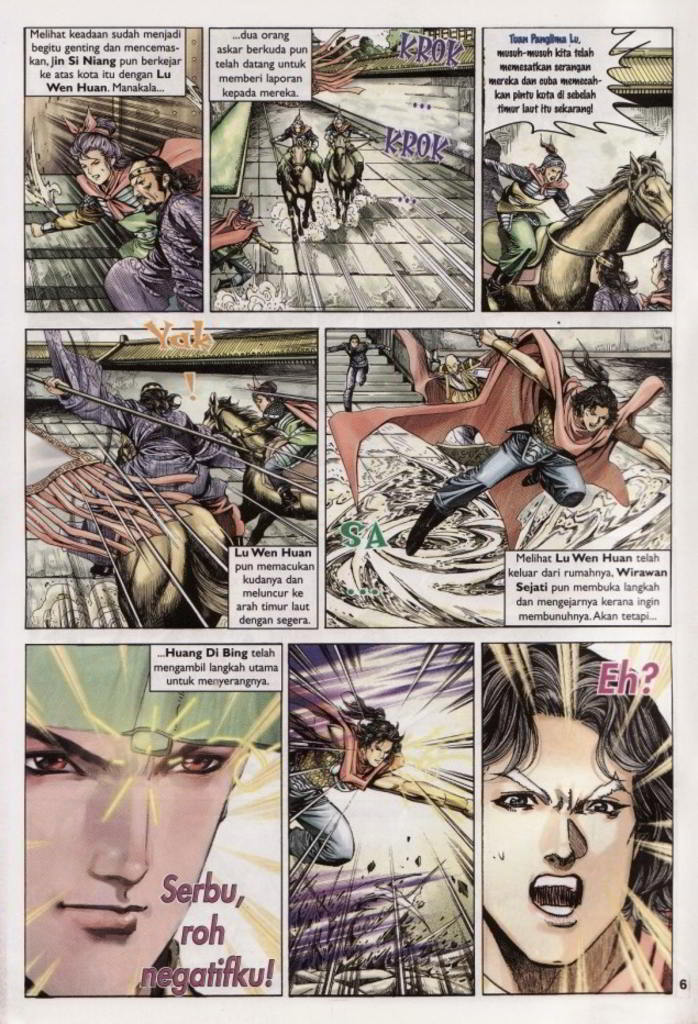 Melihat keadaan sudah menjadi
begitu genting dan mencemas-
kan, Jin Si Niang pun berkejar
ke atas kota itu dengan Lu
Wen Huan. Manakala...
...dua orang
askar berkuda pun
telah datang untuk
memberi laporan
kepada mereka.
KROK
...
KROK
...
Tuan Panglima Lu,
musuh-musuh kita telah
memesatkan serangan
mereka dan cuba memecah-
kan pintu kota di sebelah
timur laut itu sekarang!
Yak
!
Lu Wen Huan
pun memacukan
kudanya dan
meluncur ke
arah timur laut
dengan segera.
SA
...
Melihat Lu Wen Huan telah
keluar dari rumahnya, Wirawan
Sejati pun membuka langkah
dan mengejarnya kerana ingin
membunuhnya. Akan tetapi...
...Huang Di Bing telah
mengambil langkah utama
untuk menyerangnya.
Serbu,
roh
negatifku!
Eh?
6